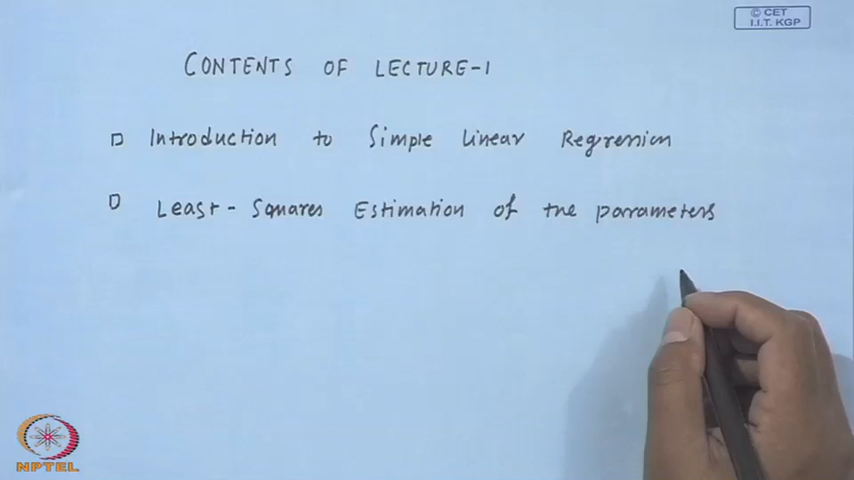 © CET
I.I.T. KGP
CONTENTS OF LECTURE-1
Introduction to Simple Linear Regression
Least-Squares Estimation of the parameters
NPTEL